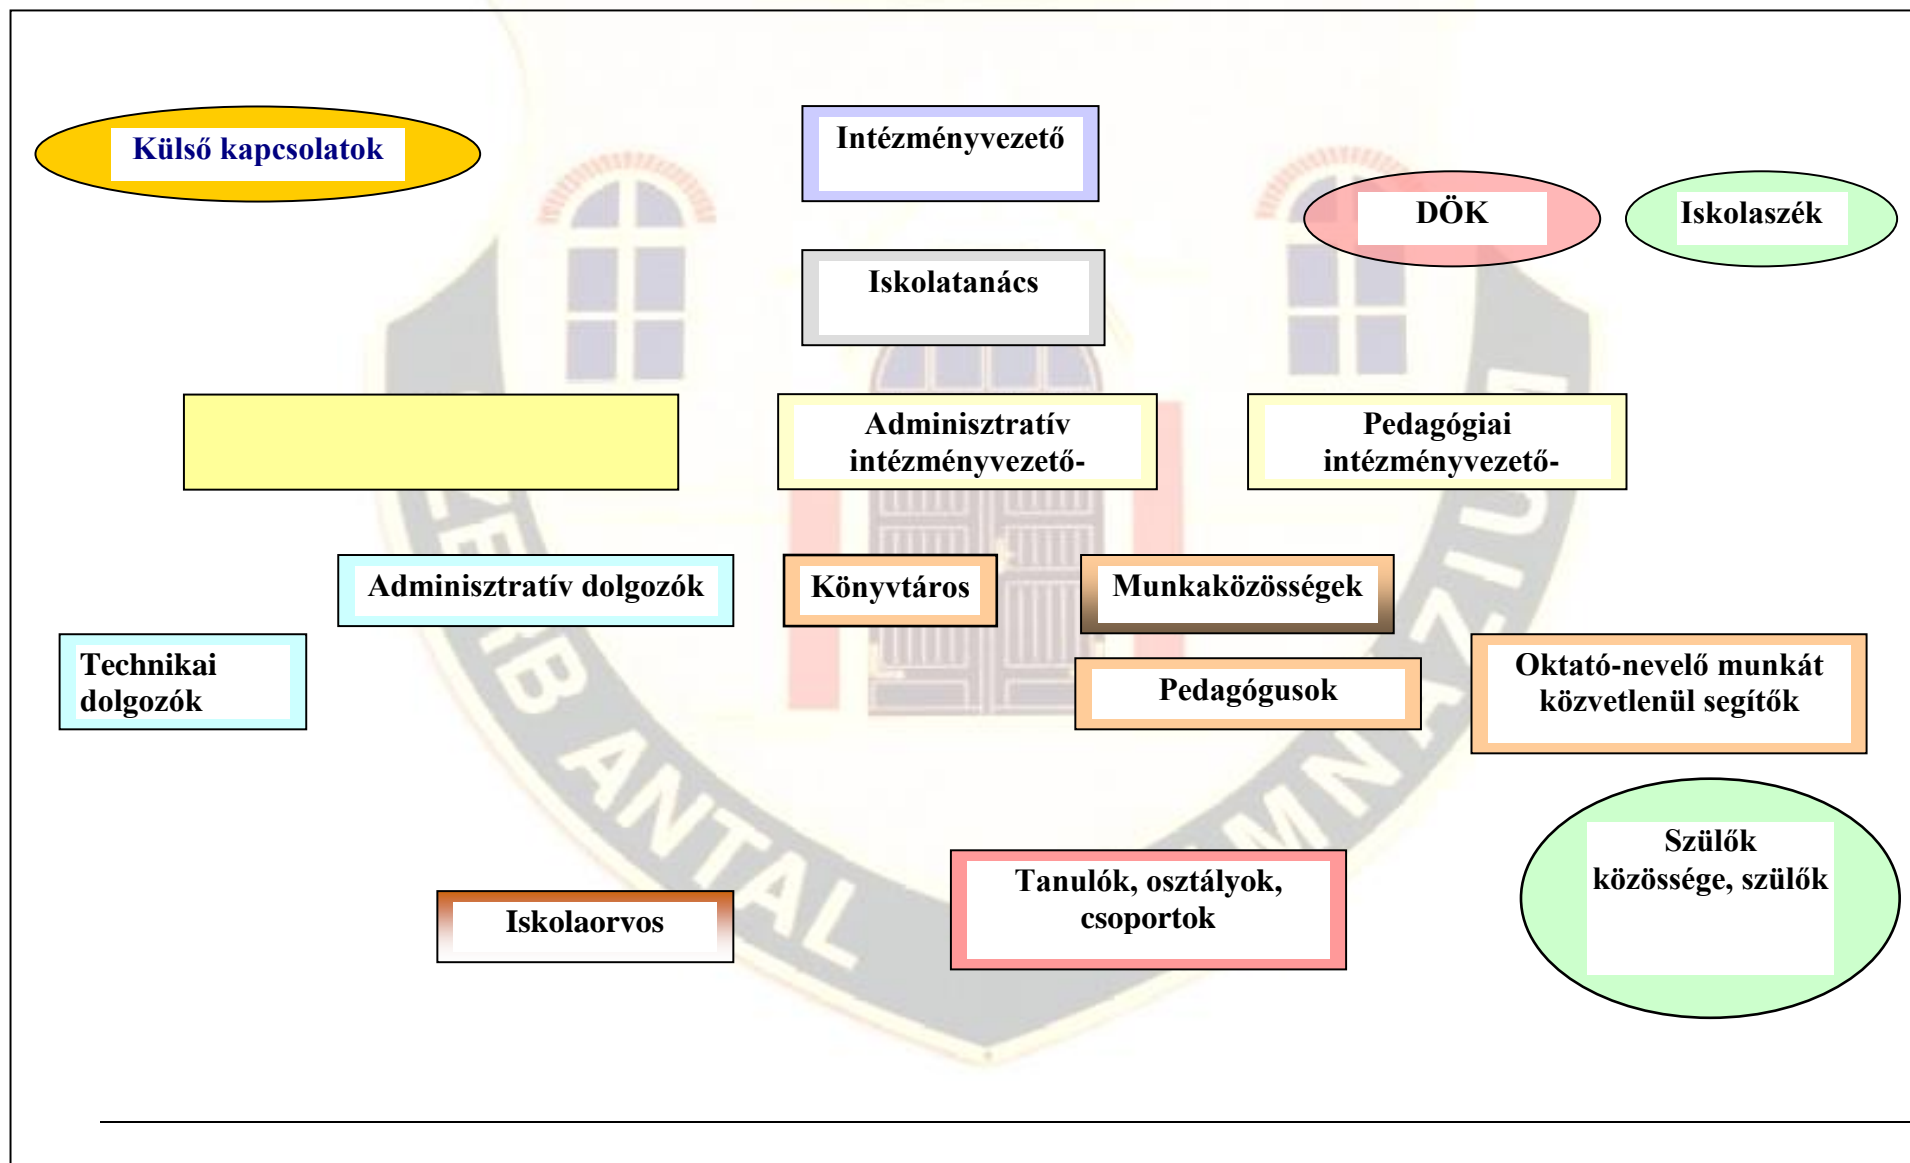 Külső kapcsolatok
Intézményvezető
DÖK
Iskolaszék
Iskolatanács
Adminisztratív
intézményvezető-
Pedagógiai
intézményvezető-
Adminisztratív dolgozók
Könyvtáros
Munkaközösségek
Technikai
dolgozók
Pedagógusok
Oktató-nevelő munkát
közvetlenül segítők
Szülők
közössége, szülők
Tanulók, osztályok,
csoportok
Iskolaorvos
ANTAL